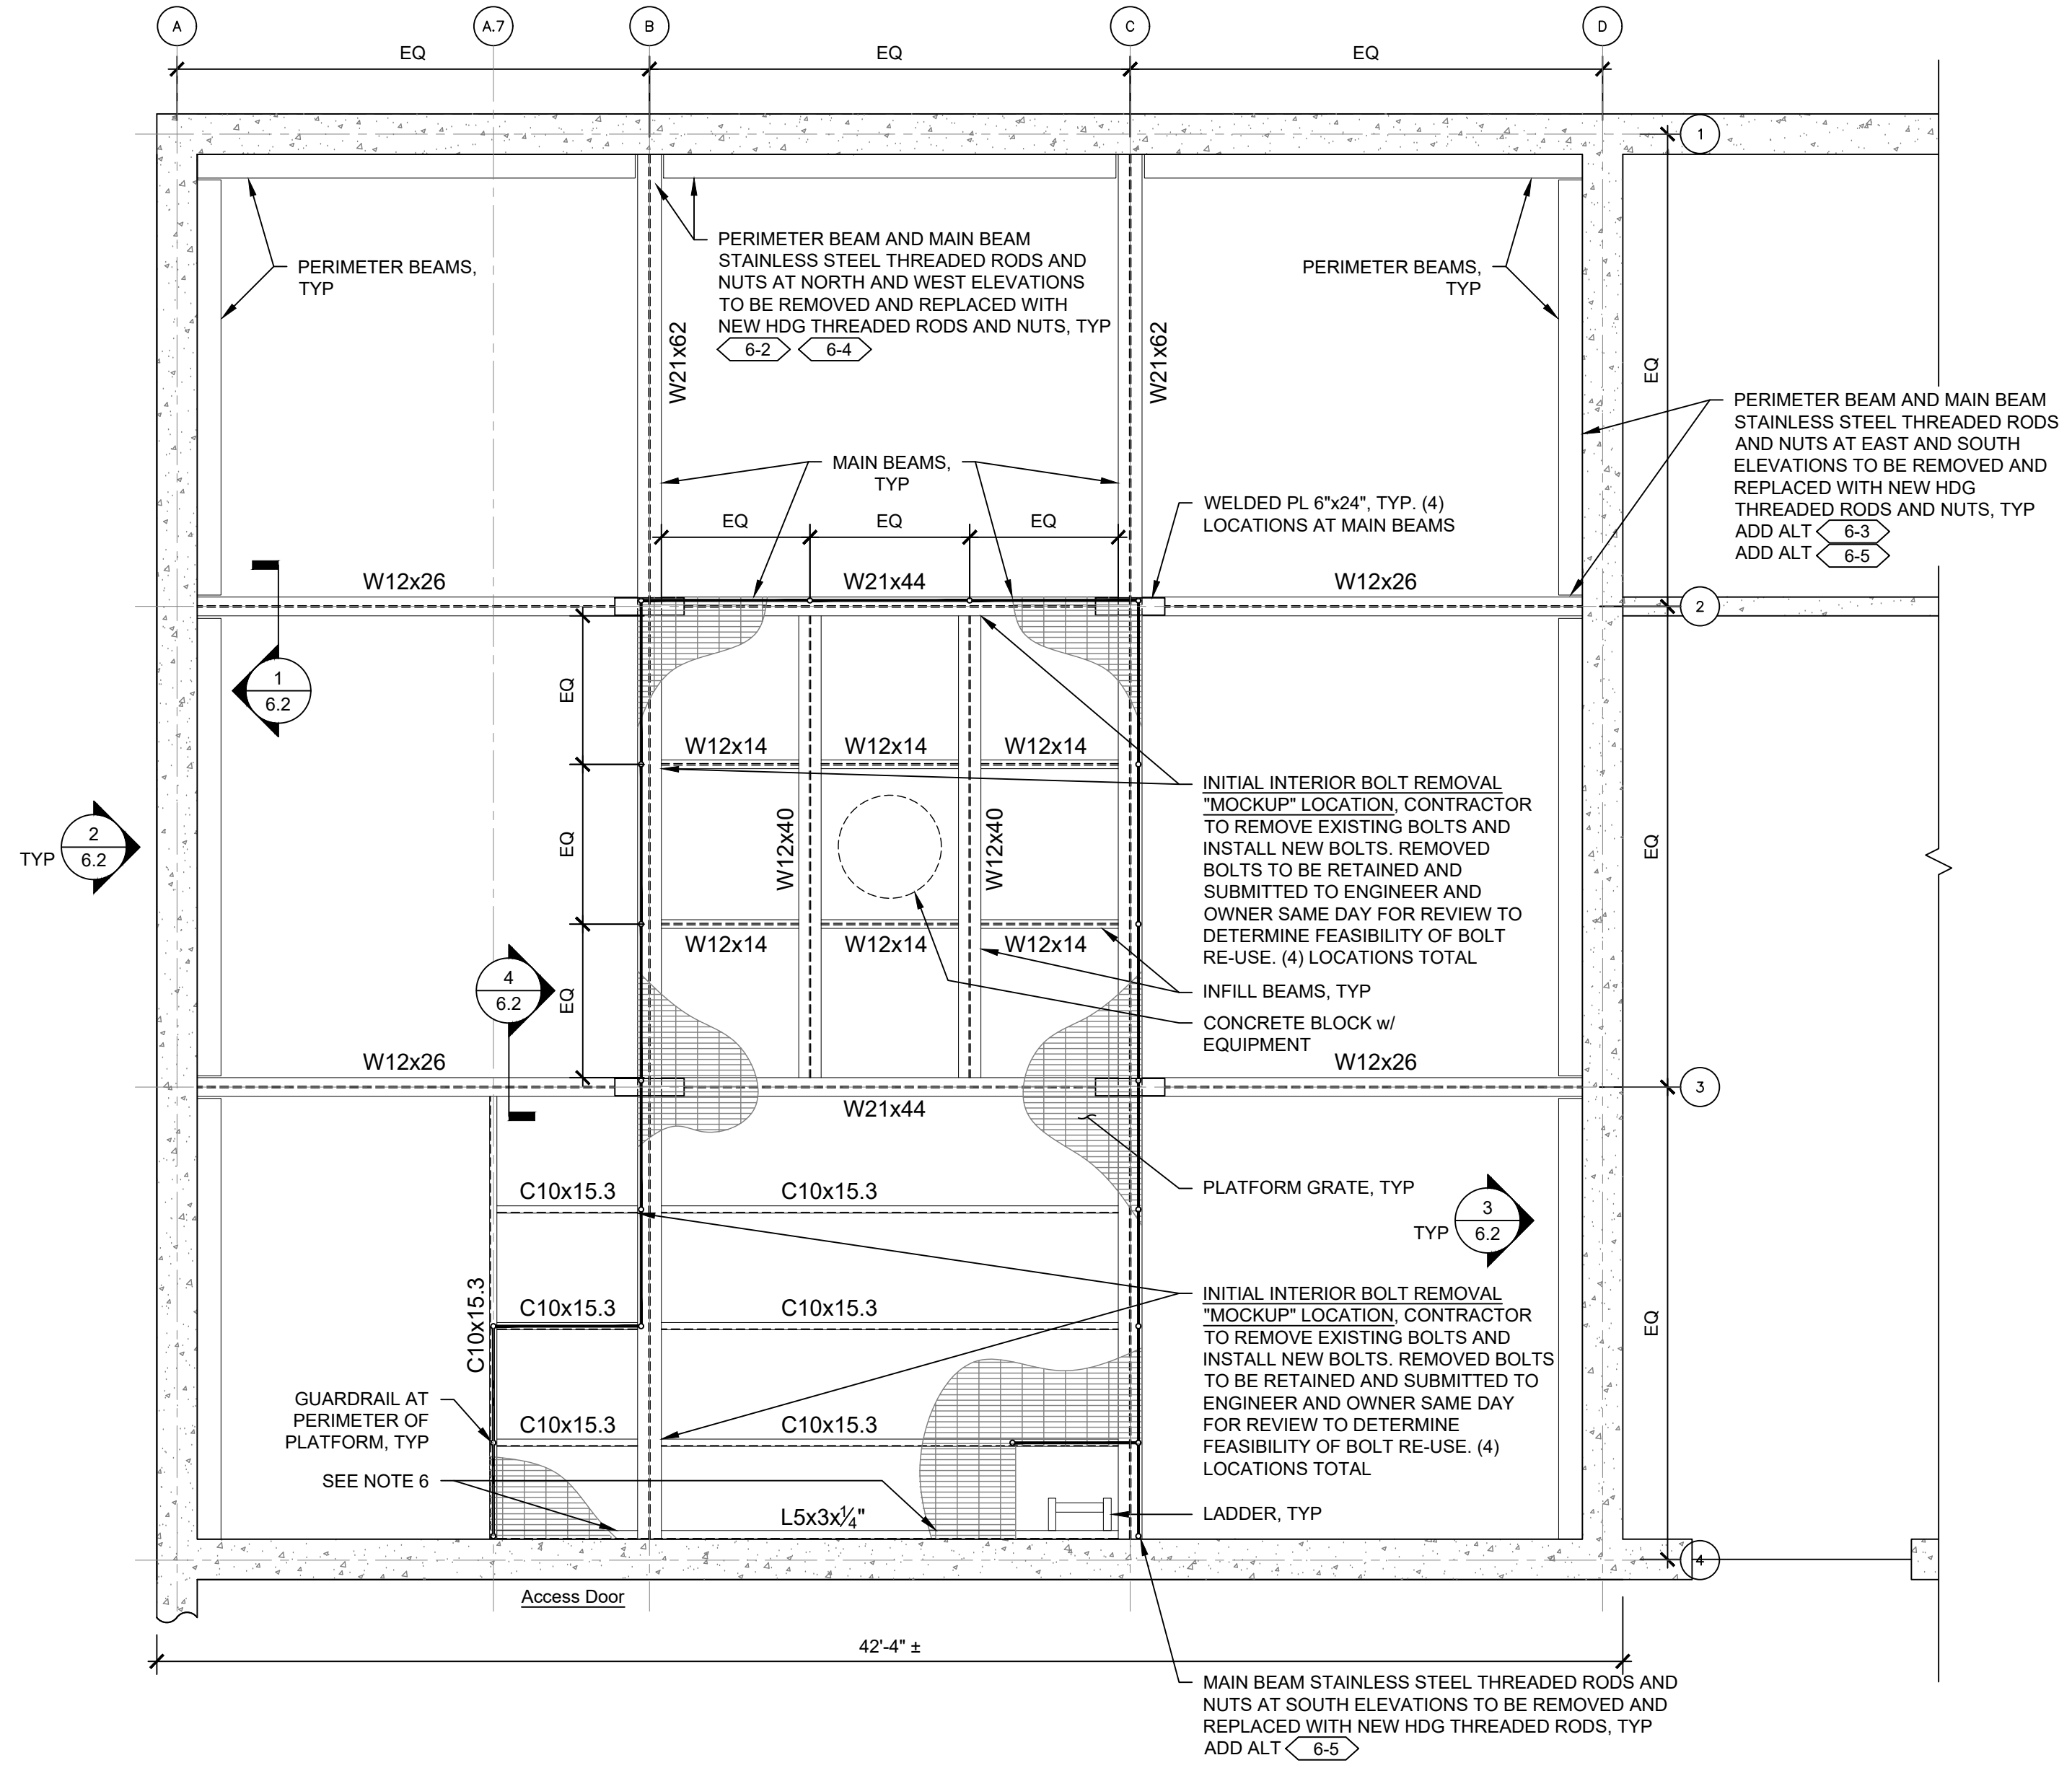 A
A.7
B
C
D
EQ
EQ
EQ
1
PERIMETER BEAMS,
TYP
PERIMETER BEAM AND MAIN BEAM
STAINLESS STEEL THREADED RODS AND
NUTS AT NORTH AND WEST ELEVATIONS
TO BE REMOVED AND REPLACED WITH
NEW HDG THREADED RODS AND NUTS, TYP
6-2
6-4
PERIMETER BEAMS,
TYP
W21x62
W21x62
EQ
PERIMETER BEAM AND MAIN BEAM
STAINLESS STEEL THREADED RODS
AND NUTS AT EAST AND SOUTH
ELEVATIONS TO BE REMOVED AND
REPLACED WITH NEW HDG
THREADED RODS AND NUTS, TYP
ADD ALT 6-3
ADD ALT 6-5
MAIN BEAMS,
TYP
EQ
EQ
EQ
WELDED PL 6"x24", TYP. (4)
LOCATIONS AT MAIN BEAMS
W12x26
W21x44
W12x26
2
1
6.2
EQ
W12x14
W12x14
W12x14
TYP
2
6.2
EQ
W12x40
W12x40
EQ
INITIAL INTERIOR BOLT REMOVAL
"MOCKUP" LOCATION, CONTRACTOR
TO REMOVE EXISTING BOLTS AND
INSTALL NEW BOLTS. REMOVED
BOLTS TO BE RETAINED AND
SUBMITTED TO ENGINEER AND
OWNER SAME DAY FOR REVIEW TO
DETERMINE FEASIBILITY OF BOLT
RE-USE. (4) LOCATIONS TOTAL
W12x14
W12x14
W12x14
4
6.2
EQ
INFILL BEAMS, TYP
CONCRETE BLOCK w/
EQUIPMENT
W12x26
W12x26
3
W21x44
C10x15.3
C10x15.3
PLATFORM GRATE, TYP
TYP
3
6.2
C10x15.3
C10x15.3
C10x15.3
EQ
INITIAL INTERIOR BOLT REMOVAL
"MOCKUP" LOCATION, CONTRACTOR
TO REMOVE EXISTING BOLTS AND
INSTALL NEW BOLTS. REMOVED BOLTS
TO BE RETAINED AND SUBMITTED TO
ENGINEER AND OWNER SAME DAY
FOR REVIEW TO DETERMINE
FEASIBILITY OF BOLT RE-USE. (4)
LOCATIONS TOTAL
GUARDRAIL AT
PERIMETER OF
PLATFORM, TYP
C10x15.3
C10x15.3
SEE NOTE 6
L5x3x¼"
LADDER, TYP
4
Access Door
42'-4" ±
MAIN BEAM STAINLESS STEEL THREADED RODS AND
NUTS AT SOUTH ELEVATIONS TO BE REMOVED AND
REPLACED WITH NEW HDG THREADED RODS, TYP
ADD ALT 6-5